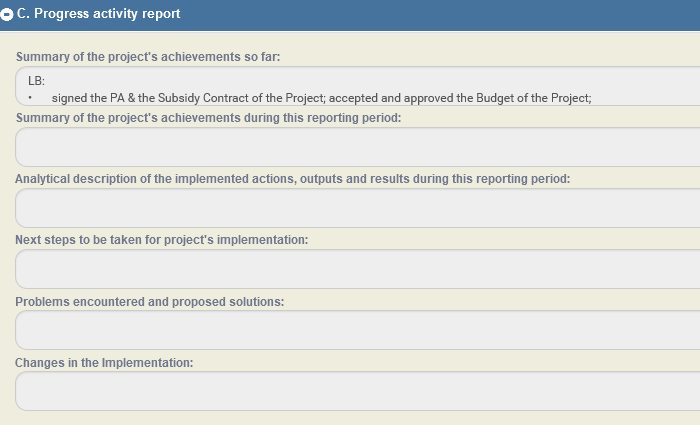 C. Progress activity report
Summary of the project's achievements so far:
LB:
• signed the PA & the Subsidy Contract of the Project; accepted and approved the Budget of the Project;
Summary of the project's achievements during this reporting period:
Analytical description of the implemented actions, outputs and results during this reporting period:
Next steps to be taken for project's implementation:
Problems encountered and proposed solutions:
Changes in the Implementation: